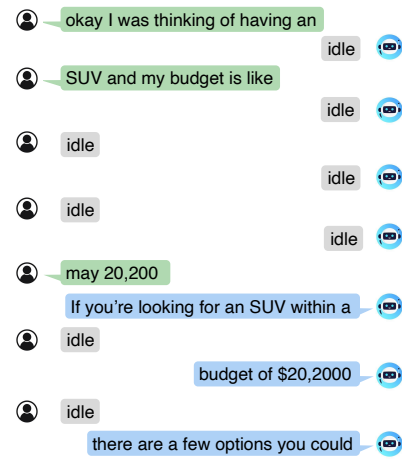 okay I was thinking of having an
idle
SUV and my budget is like
idle
idle
idle
idle
idle
may 20,200
If you're looking for an SUV within a
idle
budget of $20,2000
idle
there are a few options you could